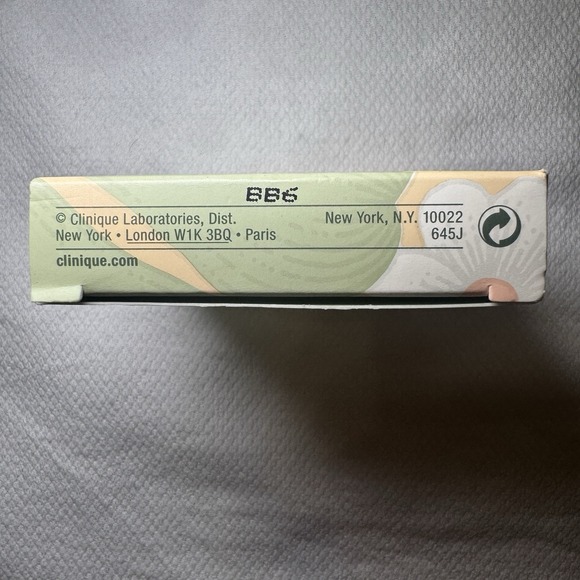 BB6
© Clinique Laboratories, Dist. New York, N.Y. 10022
New York • London W1K 3BQ • Paris 645J
clinique.com